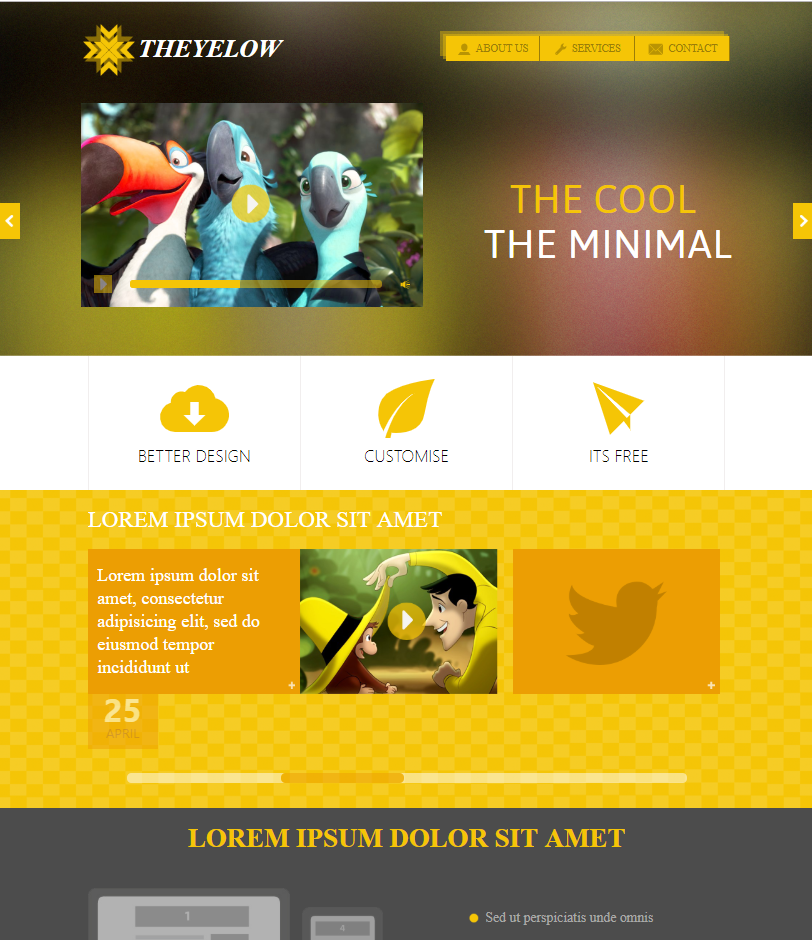 THEYELOW
ABOUT US
SERVICES
CONTACT
THE COOL
THE MINIMAL
BETTER DESIGN
CUSTOMISE
ITS FREE
LOREM IPSUM DOLOR SIT AMET
Lorem ipsum dolor sit
amet, consectetur
adipisicing elit, sed do
eiusmod tempor
incididunt ut
25
APRIL
LOREM IPSUM DOLOR SIT AMET
1
4
Sed ut perspiciatis unde omnis